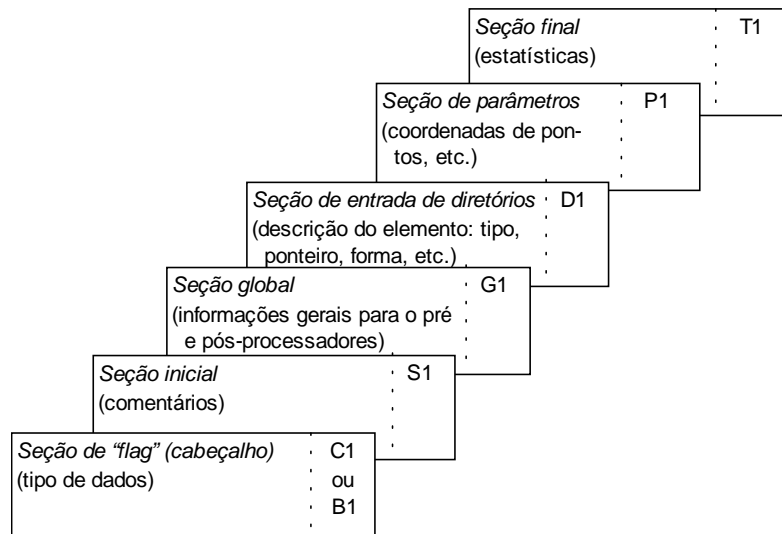 Seção final T1
(estatísticas)
Seção de parâmetros P1
(coordenadas de pon-
tos, etc.)
Seção de entrada de diretórios D1
(descrição do elemento: tipo,
ponteiro, forma, etc.)
Seção global G1
(informações gerais para o pré
e pós-processadores)
Seção inicial S1
(comentários)
Seção de “flag” (cabeçalho) C1
(tipo de dados) ou
B1